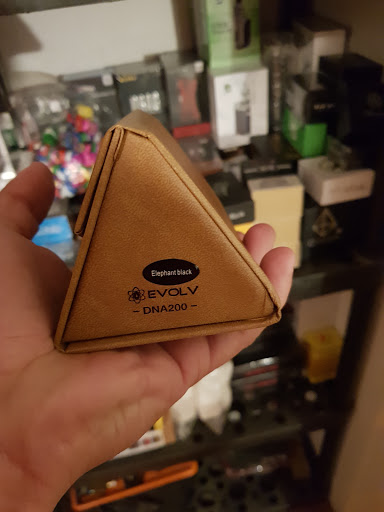 Elephant black
EVOLV
– DNA200 –